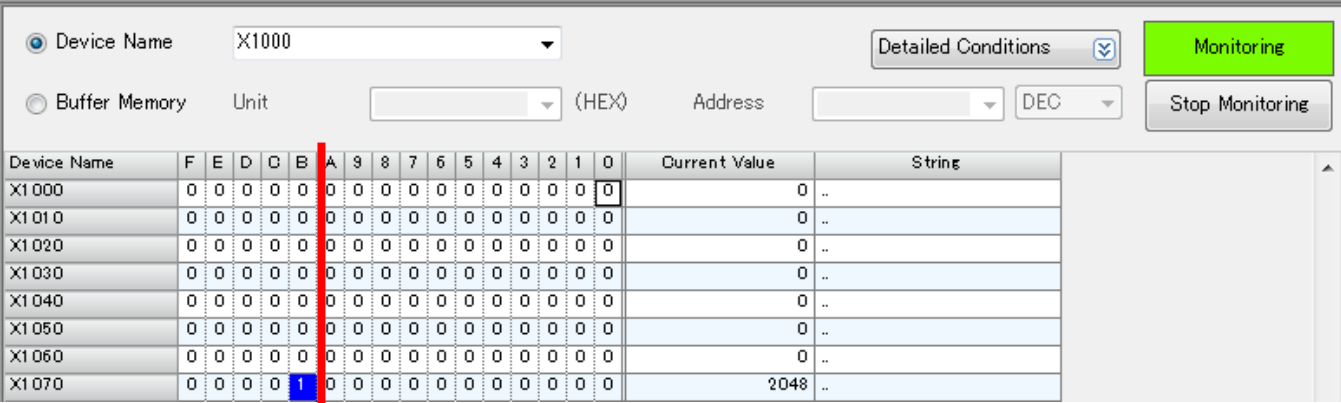 Device Name X1000 Detailed Conditions Monitoring
Buffer Memory Unit (HEX) Address DEC Stop Monitoring
Device Name F E D C B A 9 8 7 6 5 4 3 2 1 0 Current Value String
X1000 0 0 0 0 0 0 0 0 0 0 0 0 0 0 0 0 0 ..
X1010 0 0 0 0 0 0 0 0 0 0 0 0 0 0 0 0 0 ..
X1020 0 0 0 0 0 0 0 0 0 0 0 0 0 0 0 0 0 ..
X1030 0 0 0 0 0 0 0 0 0 0 0 0 0 0 0 0 0 ..
X1040 0 0 0 0 0 0 0 0 0 0 0 0 0 0 0 0 0 ..
X1050 0 0 0 0 0 0 0 0 0 0 0 0 0 0 0 0 0 ..
X1060 0 0 0 0 0 0 0 0 0 0 0 0 0 0 0 0 0 ..
X1070 0 0 0 0 1 0 0 0 0 0 0 0 0 0 0 0 2048 ..